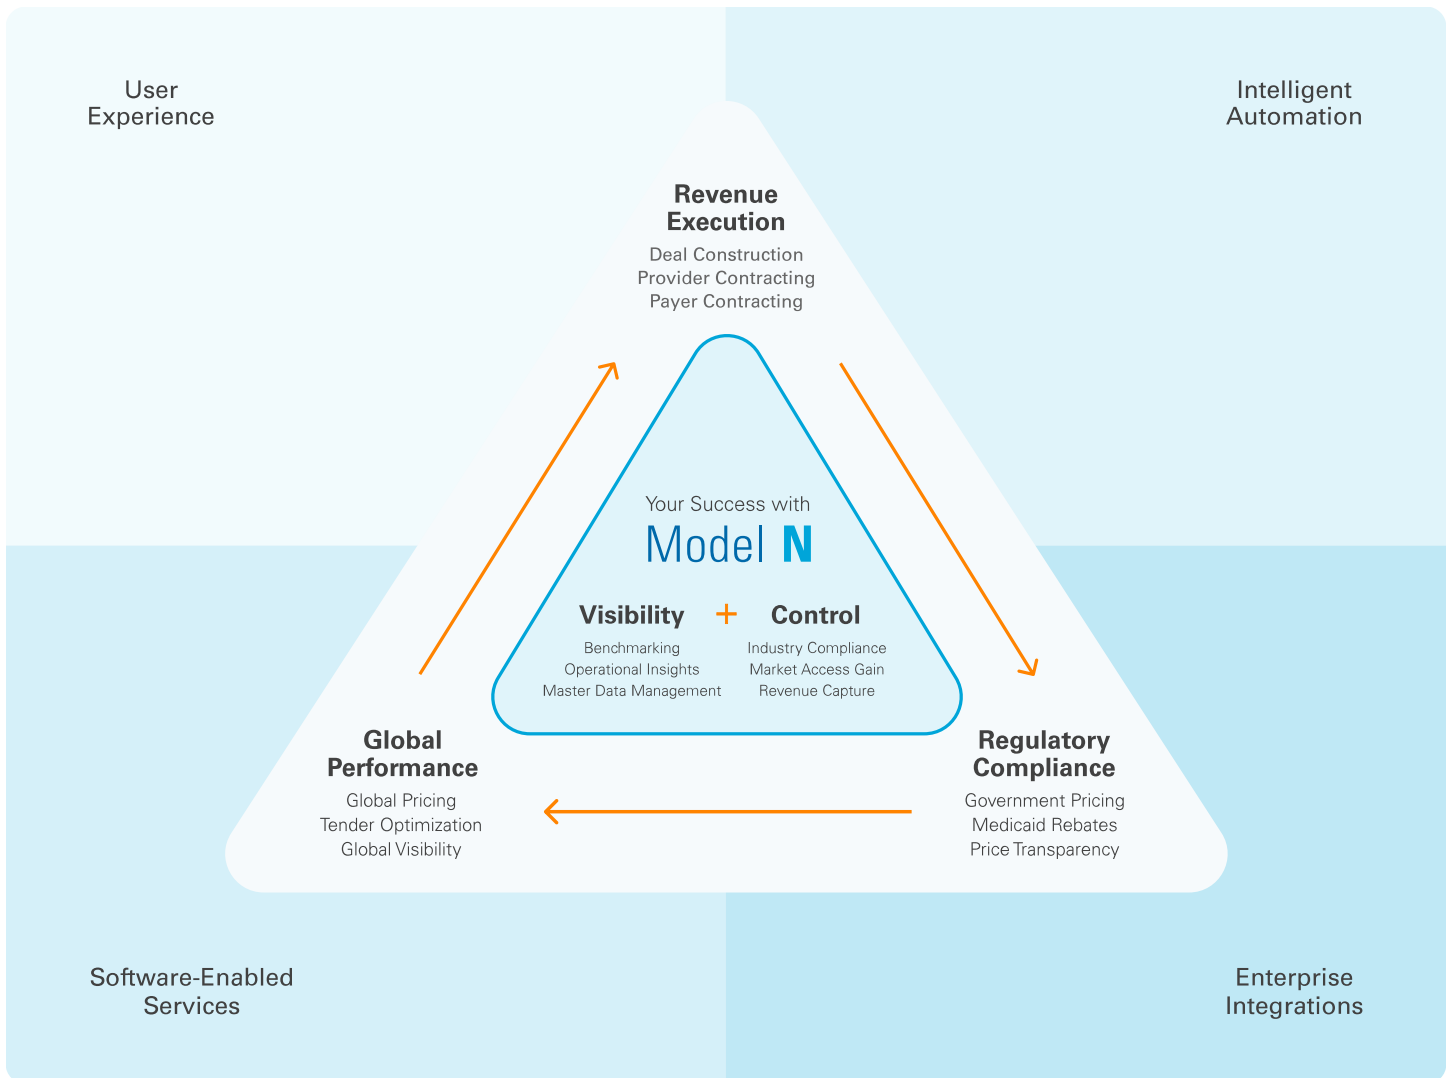 User
Experience
Intelligent
Automation
Revenue
Execution
Deal Construction
Provider Contracting
Payer Contracting
Your Success with
Model N
Visibility + Control
Benchmarking
Operational Insights
Master Data Management
Industry Compliance
Market Access Gain
Revenue Capture
Global
Performance
Global Pricing
Tender Optimization
Global Visibility
Regulatory
Compliance
Government Pricing
Medicaid Rebates
Price Transparency
Software-Enabled
Services
Enterprise
Integrations